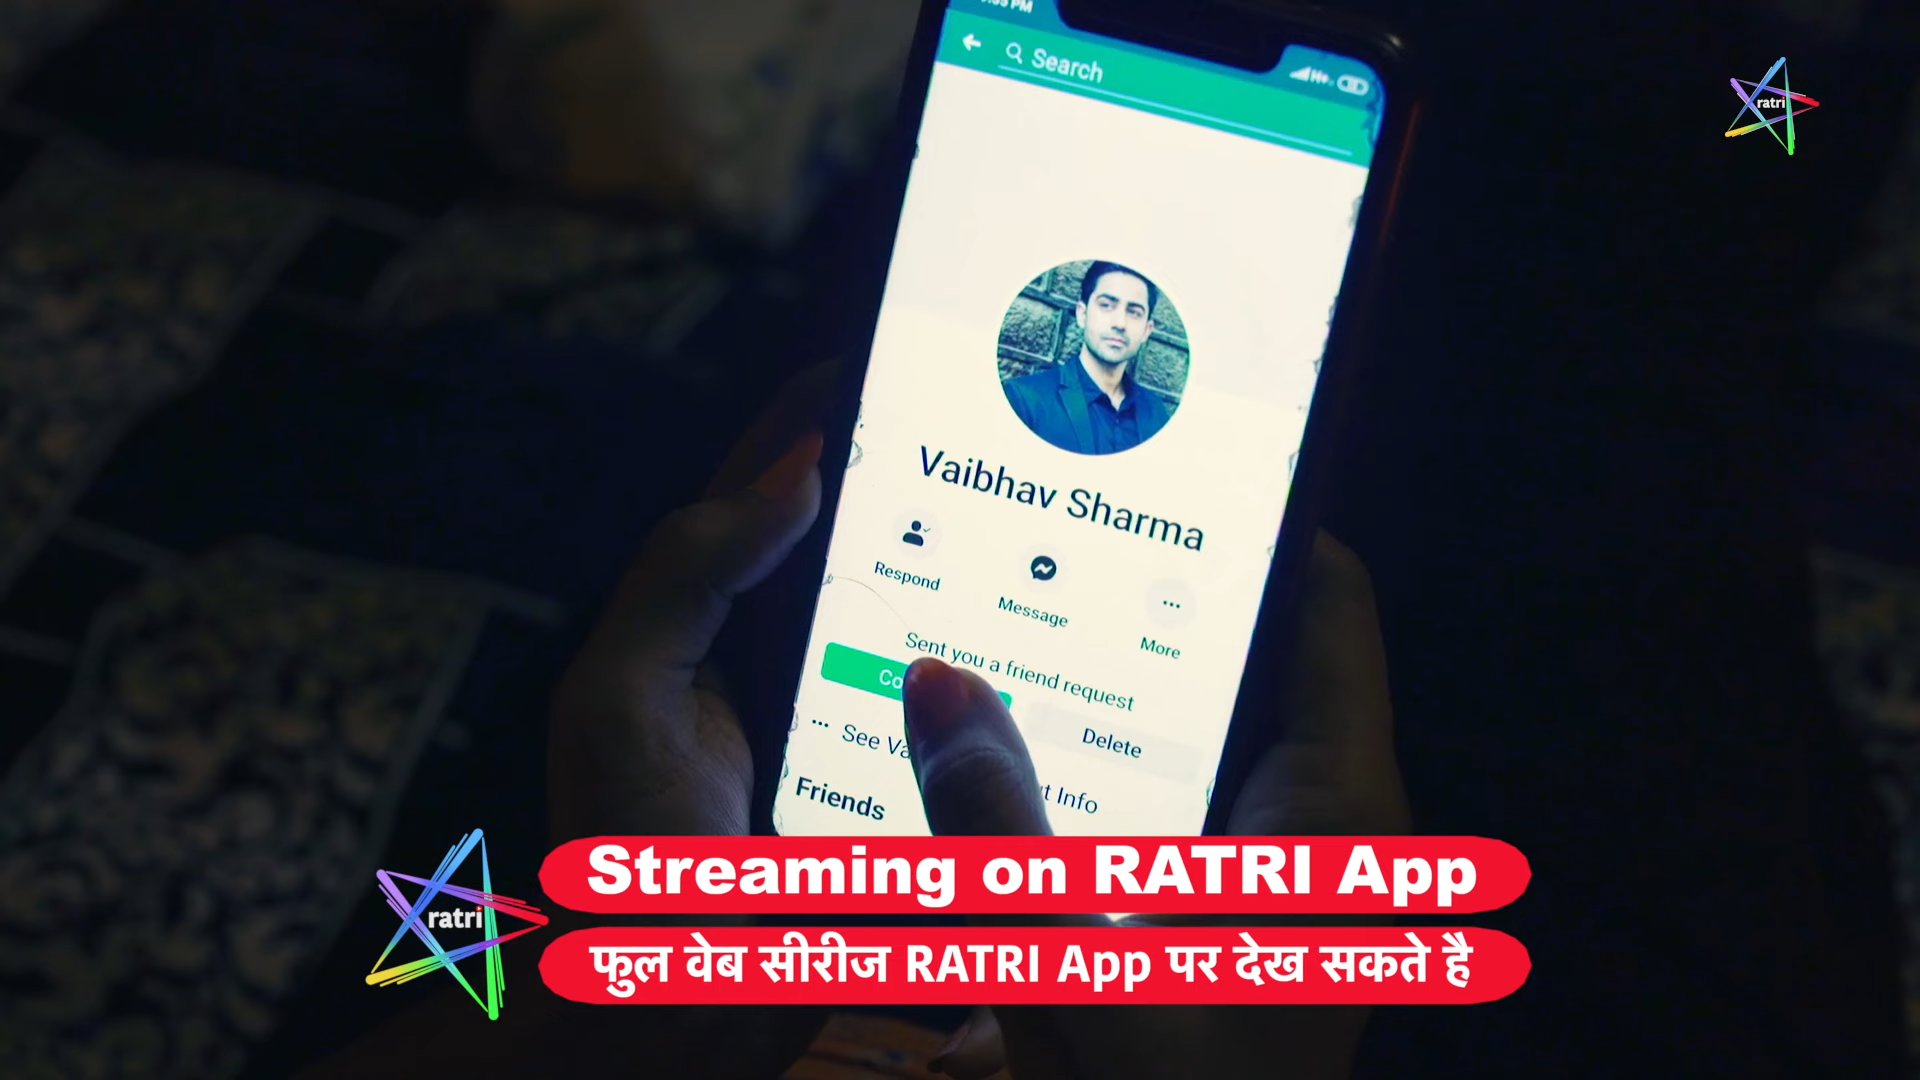 Search
H+
ratri
Vaibhav Sharma
Respond
Message
More
Sent you a friend request
Delete
See
Info
Friends
Streaming on RATRI App
ratri
फुल वेब सीरीज RATRI App पर देख सकते है